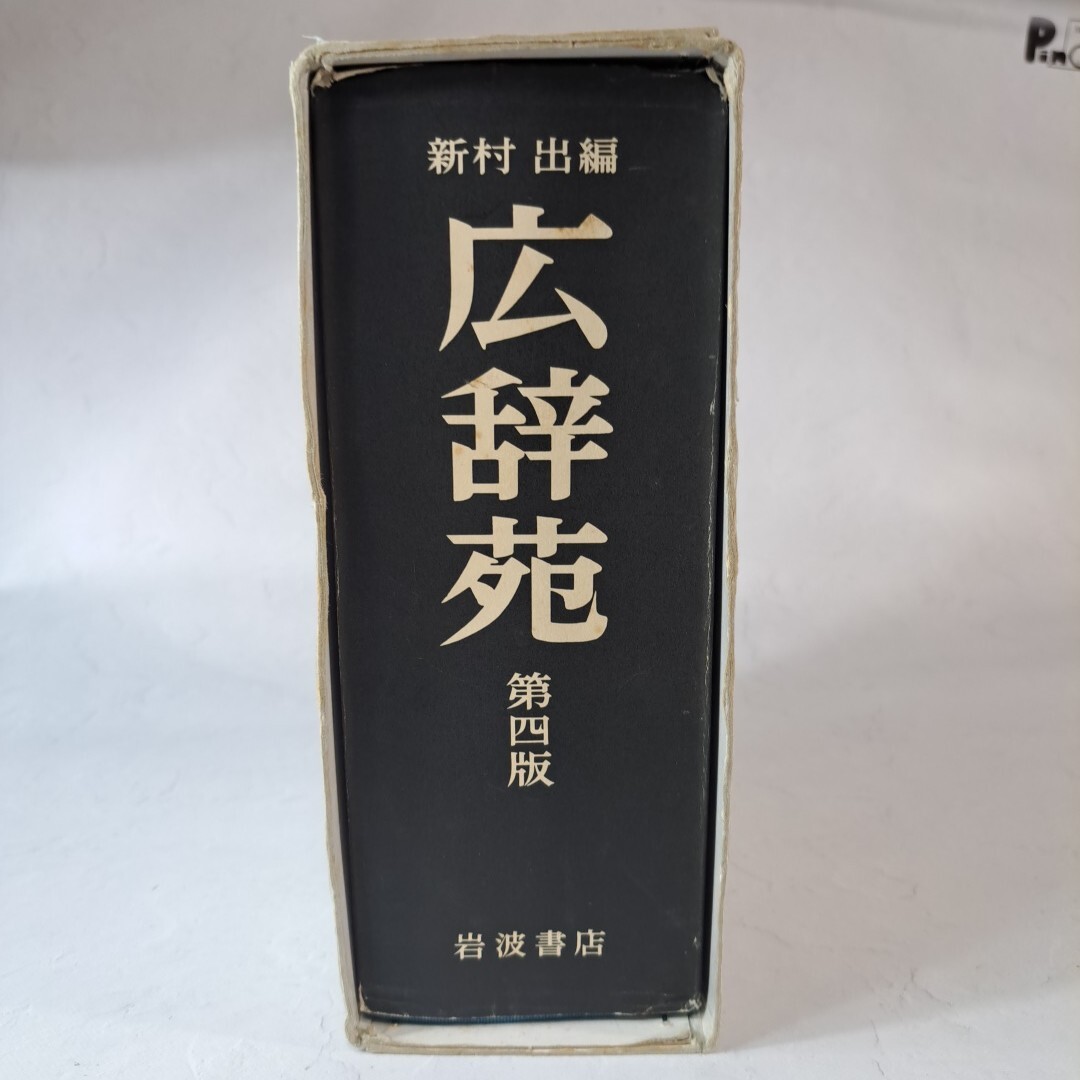 新村 出編
広辞苑
第四版
岩波書店